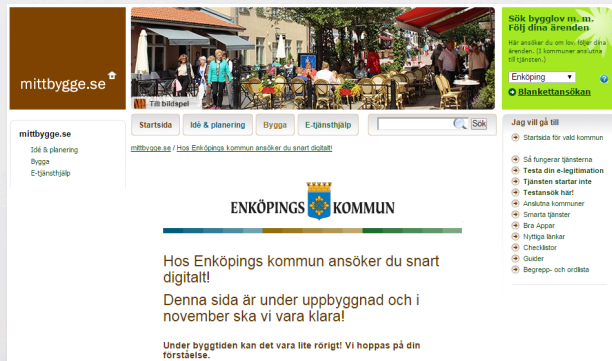 mittbygge.se
Till bildspel
Sök bygglov m. m.
Följ dina ärenden
Här ansöker du om lov, följer dina
ärenden. (I kommuner anslutna
till tjänsten.)
Enköping
Blankettansökan
mittbygge.se
Idé & planering
Bygga
E-tjänsthjälp
Startsida
Idé & planering
Bygga
E-tjänsthjälp
Sök
mittbygge.se / Hos Enköpings kommun ansöker du snart digitalt!
ENKÖPINGS KOMMUN
Hos Enköpings kommun ansöker du snart
digitalt!
Denna sida är under uppbyggnad och i
november ska vi vara klara!
Under byggtiden kan det vara lite rörigt! Vi hoppas på din
förståelse.
Jag vill gå till
Startsida för vald kommun
Så fungerar tjänsterna
Testa din e-legitimation
Tjänsten startar inte
Testansök här!
Anslutna kommuner
Smarta tjänster
Bra Appar
Nyttiga länkar
Checklistor
Guider
Begrepp- och ordlista